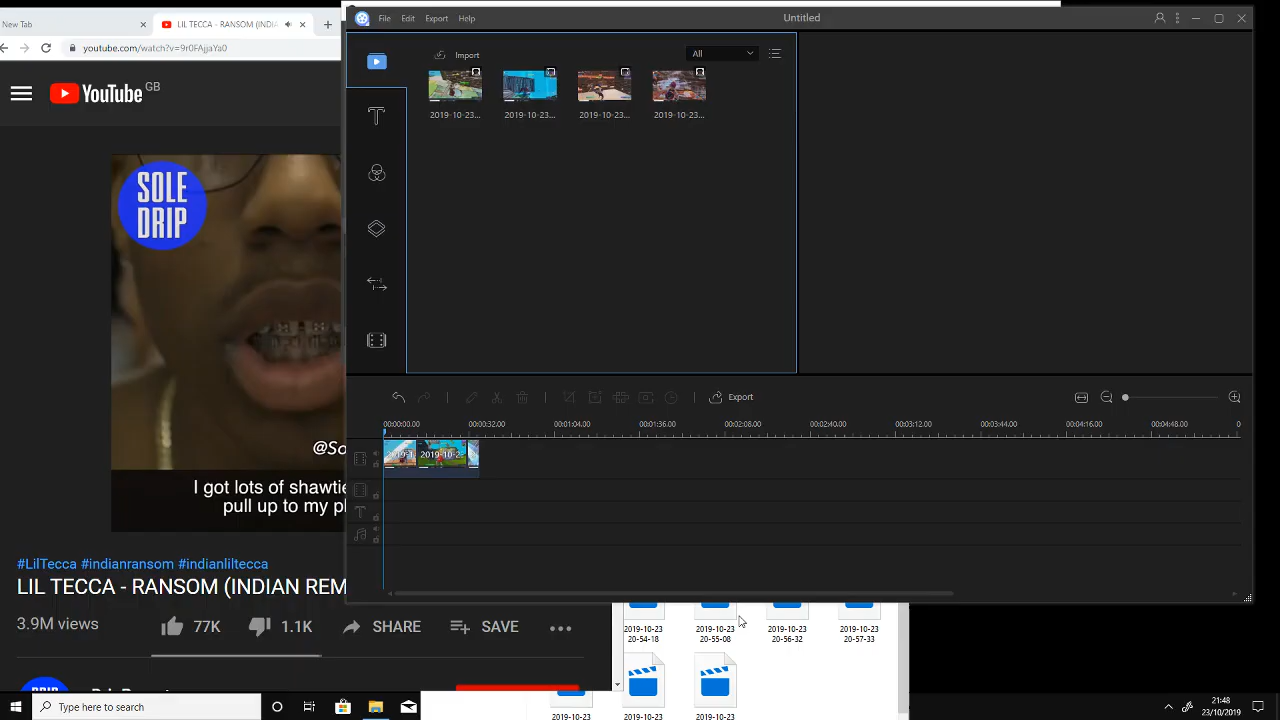 New Tab
LIL TECCA - RANSOM (INDIA
youtube.com/watch?v=9r0FAjjaYa0
YouTube GB
SOLE
DRIP
@So
I got lots of shawtie
pull up to my p
#LilTecca #indianransom #indianliltecca
LIL TECCA - RANSOM (INDIAN REM
3.9M views
77K
1.1K
SHARE
SAVE
File
Edit
Export
Help
Untitled
Import
All
2019-10-23...
2019-10-23...
2019-10-23...
2019-10-23...
Export
00:00:00.00
00:00:32.00
00:01:04.00
00:01:36.00
00:02:08.00
00:02:40.00
00:03:12.00
00:03:44.00
00:04:16.00
00:04:48.00
0
2019-10-2
2019-10-23
20-54-18
2019-10-23
20-55-08
2019-10-23
20-56-32
2019-10-23
20-57-33
2019-10-23
2019-10-23
2019-10-23
Type here to search
21:48
23/10/2019